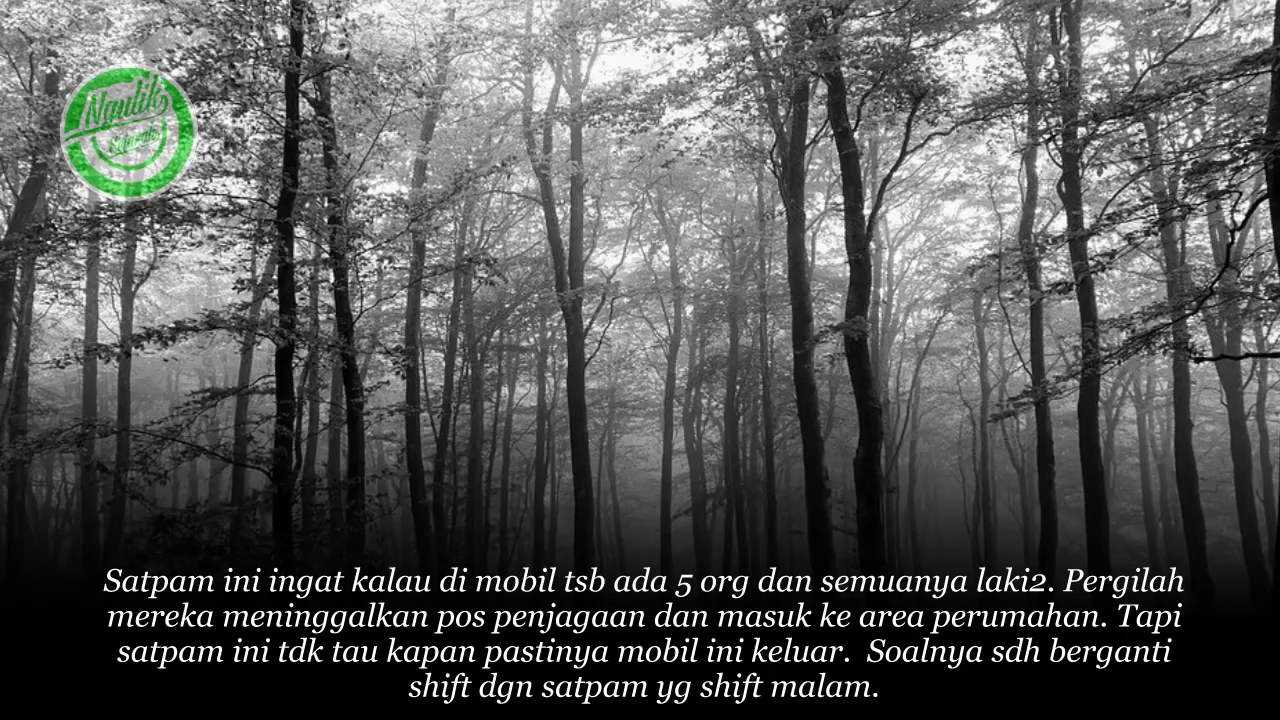 Ngulik
Satpam ini ingat kalau di mobil tsb ada 5 org dan semuanya laki2. Pergilah
mereka meninggalkan pos penjagaan dan masuk ke area perumahan. Tapi
satpam ini tdk tau kapan pastinya mobil ini keluar.  Soalnya sdh berganti
shift dgn satpam yg shift malam.